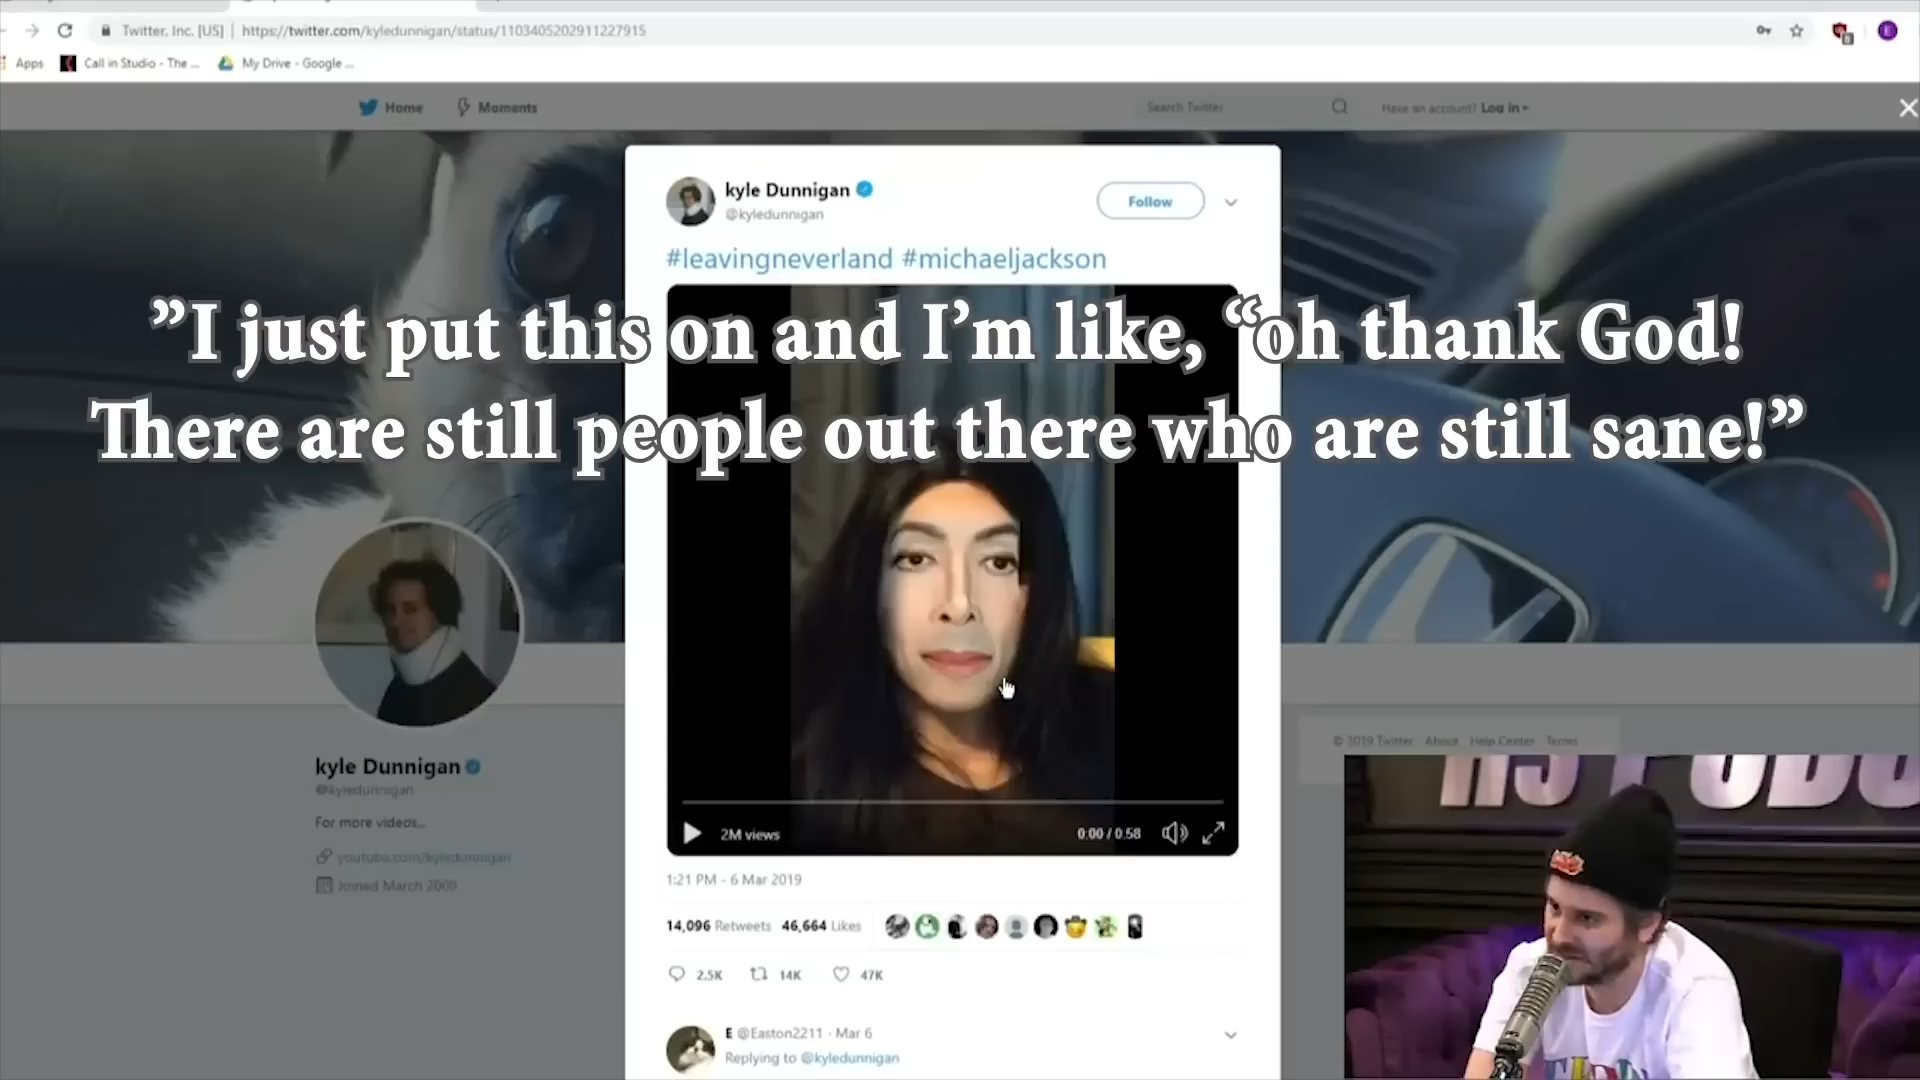 Twitter, Inc. [US] | https://twitter.com/kyledunnigan/status/1103405202911227915
Apps Call in Studio - The ... My Drive - Google ...
Home Moments Search Twitter Have an account? Log in
kyle Dunnigan
@kyledunnigan
Follow
#leavingneverland #michaeljackson
”I just put this on and I’m like, “oh thank God!
There are still people out there who are still sane!”
2M views 0:00 / 0:58
1:21 PM - 6 Mar 2019
14,096 Retweets 46,664 Likes
2.5K 14K 47K
E @Easton2211 · Mar 6
Replying to @kyledunnigan
kyle Dunnigan
@kyledunnigan
For more videos...
youtube.com/kyledunnigan
Joined March 2009
© 2019 Twitter About Help Center Terms